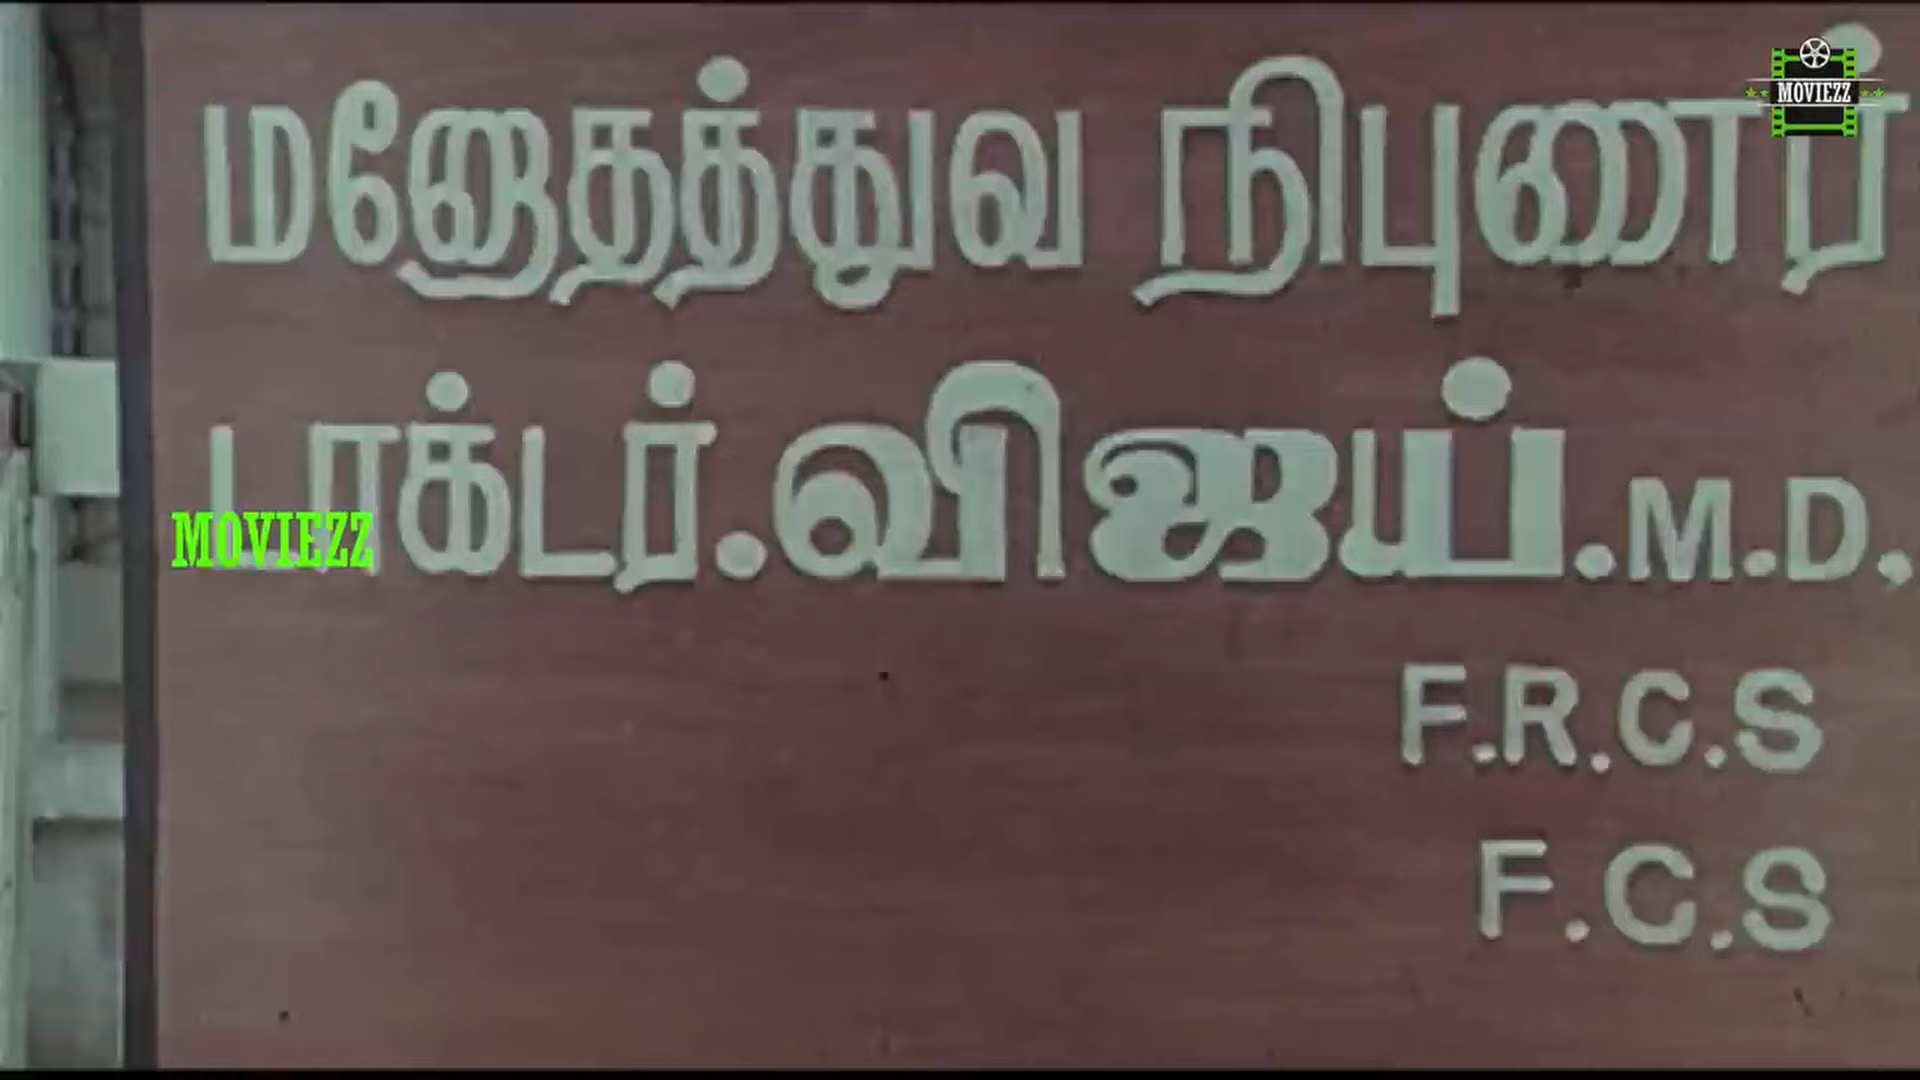 மனோதத்துவ நிபுணர்
MOVIEZZ
டாக்டர்.விஜய்.M.D.,
MOVIEZZ
F.R.C.S
F.C.S